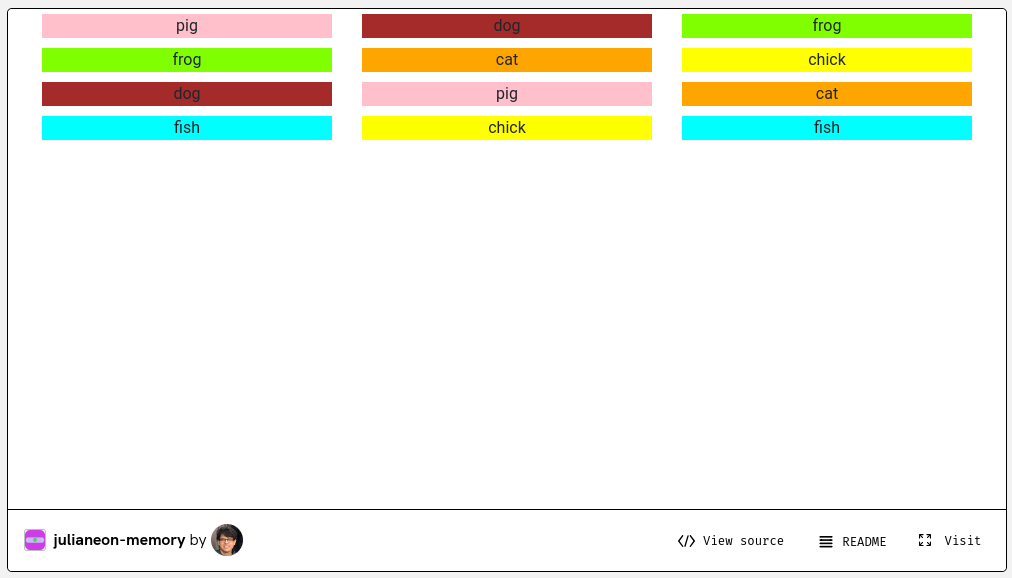 pig dog frog
frog cat chick
dog pig cat
fish chick fish
julianeon-memory by </> View source README Visit